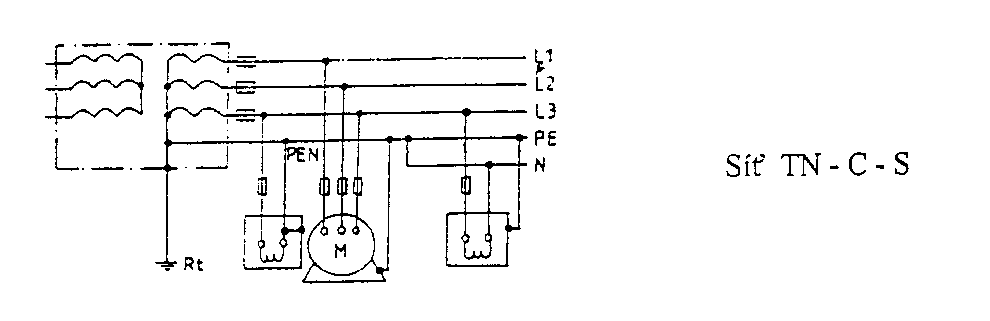 L1
L2
L3
PE
PEN
N
Síť TN - C - S
M
Rt